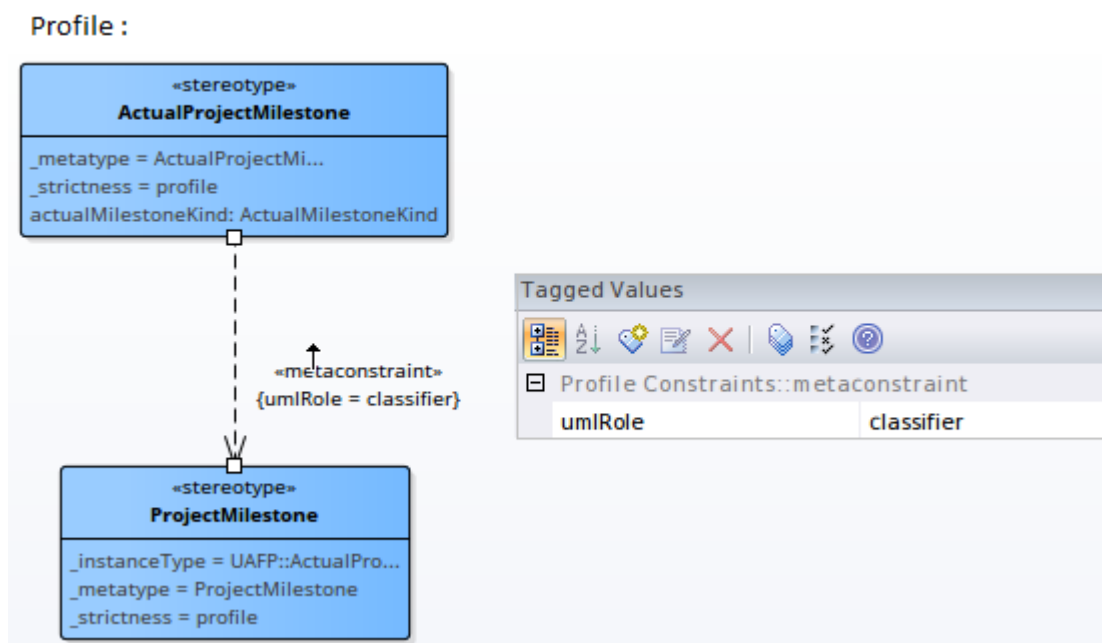 Profile :
«stereotype»
ActualProjectMilestone
_metatype = ActualProjectMi...
_strictness = profile
actualMilestoneKind: ActualMilestoneKind
«metaconstraint»
{umlRole = classifier}
«stereotype»
ProjectMilestone
_instanceType = UAFP::ActualPro...
_metatype = ProjectMilestone
_strictness = profile
Tagged Values
Profile Constraints::metaconstraint
umlRole classifier